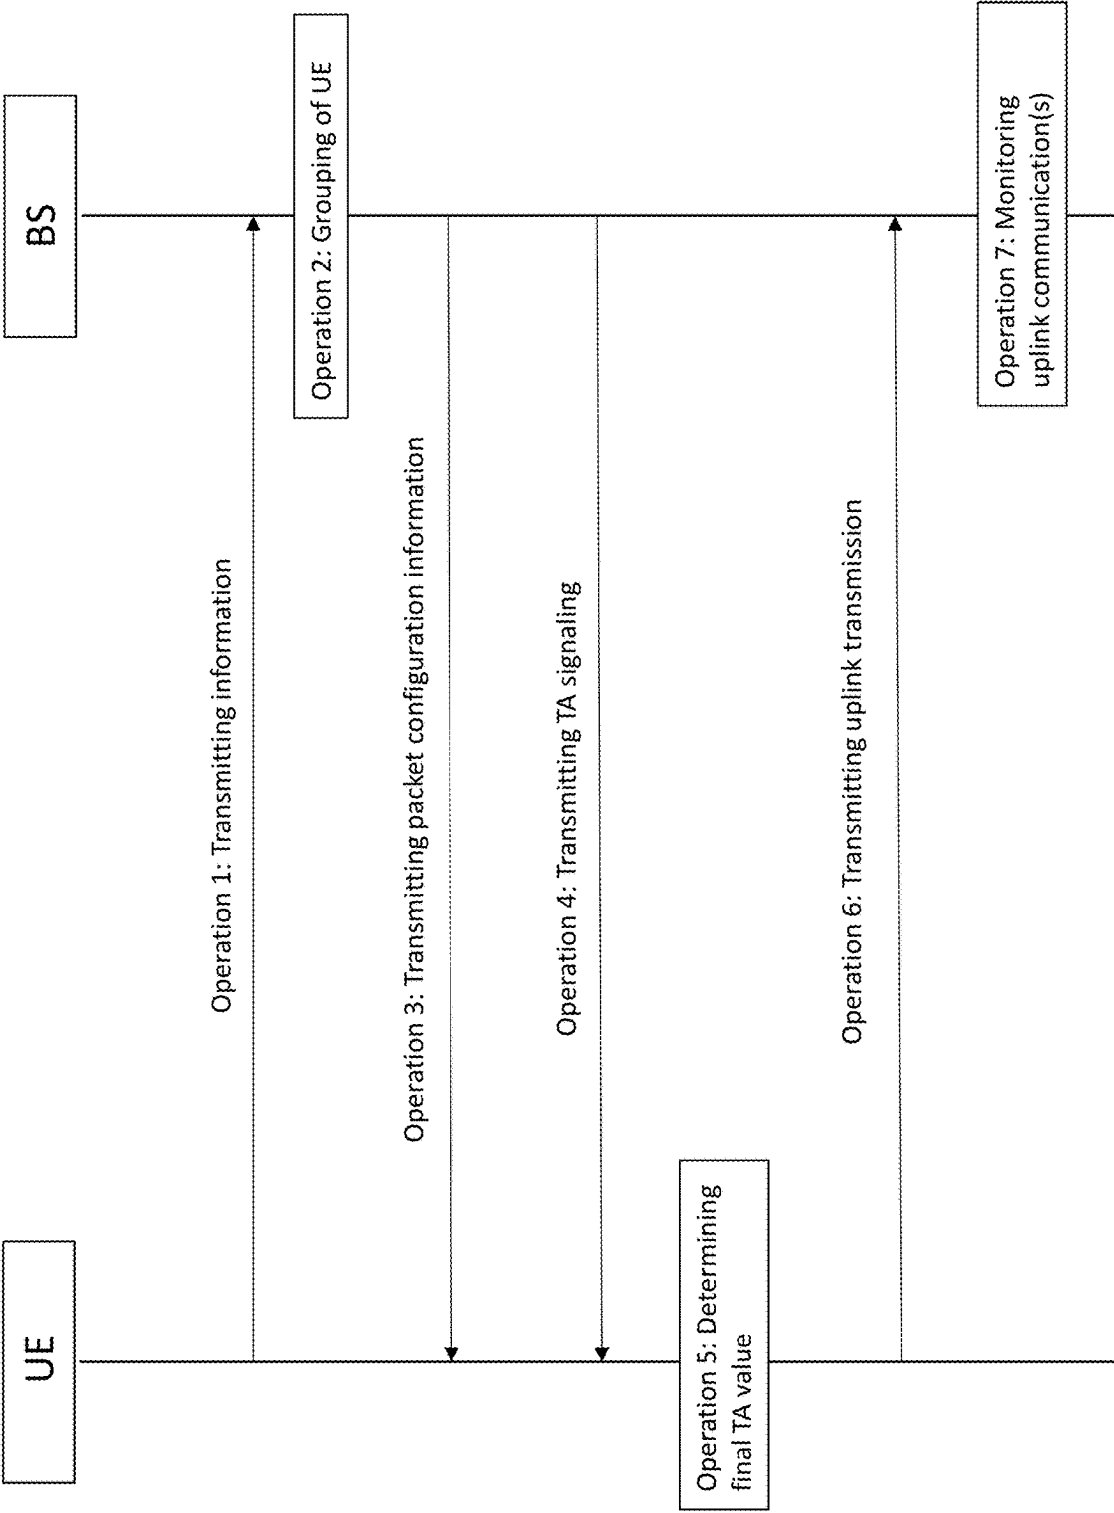 UE
BS
Operation 1: Transmitting information
Operation 2: Grouping of UE
Operation 3: Transmitting packet configuration information
Operation 4: Transmitting TA signaling
Operation 5: Determining
final TA value
Operation 6: Transmitting uplink transmission
Operation 7: Monitoring
uplink communication(s)